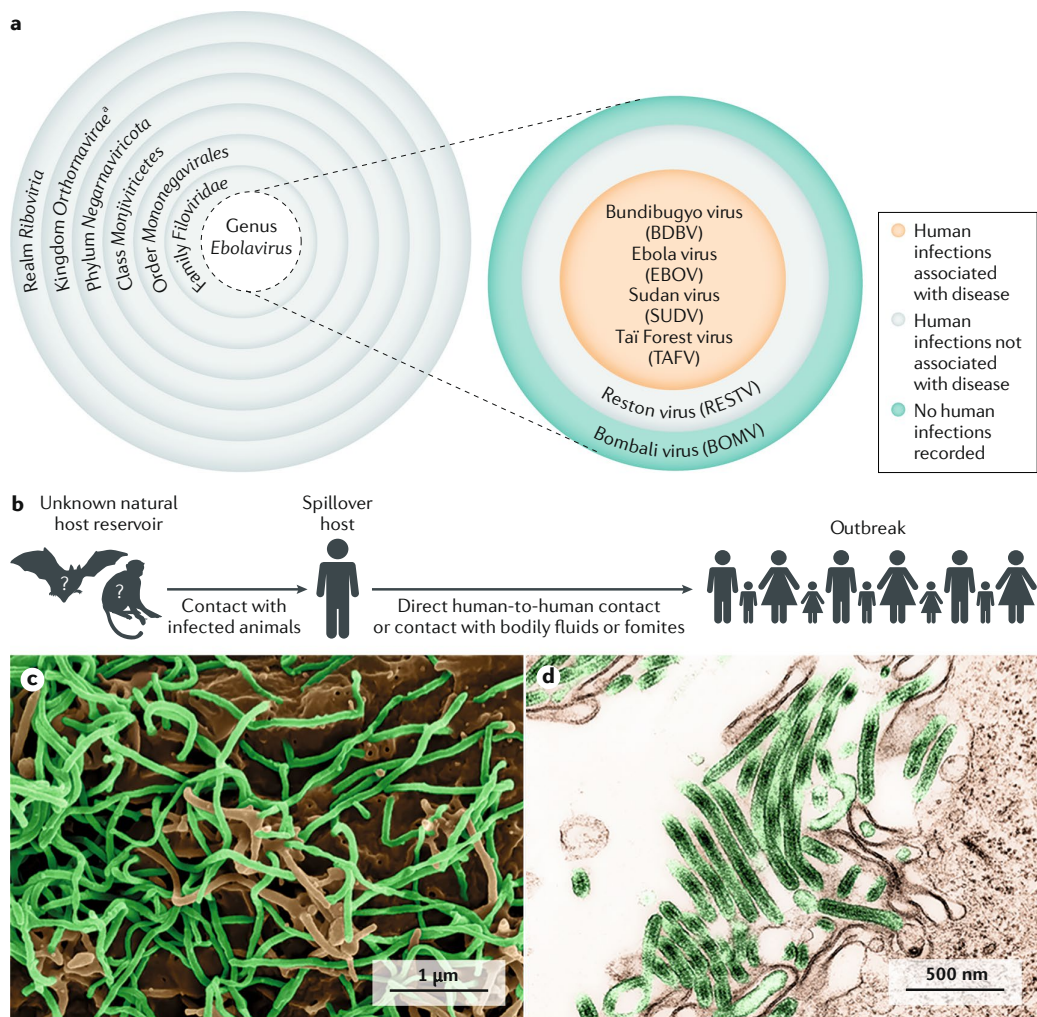 a
Realm Riboviria
Kingdom Orthornavirae^a
Phylum Negarnaviricota
Class Monjiviricetes
Order Mononegavirales
Family Filoviridae
Genus
Ebolavirus
Bundibugyo virus
(BDBV)
Ebola virus
(EBOV)
Sudan virus
(SUDV)
Taï Forest virus
(TAFV)
Reston virus (RESTV)
Bombali virus (BOMV)
Human
infections
associated
with disease
Human
infections not
associated
with disease
No human
infections
recorded
b
Unknown natural
host reservoir
? ?
Contact with
infected animals
Spillover
host
Direct human-to-human contact
or contact with bodily fluids or fomites
Outbreak
c
1 μm
d
500 nm